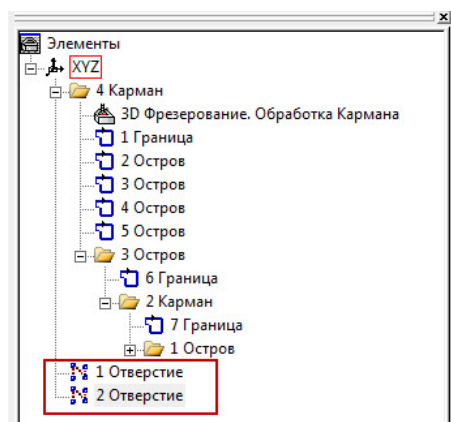 Элементы
XYZ
4 Карман
3D Фрезерование. Обработка Кармана
1 Граница
2 Остров
3 Остров
4 Остров
5 Остров
3 Остров
6 Граница
2 Карман
7 Граница
1 Остров
1 Отверстие
2 Отверстие